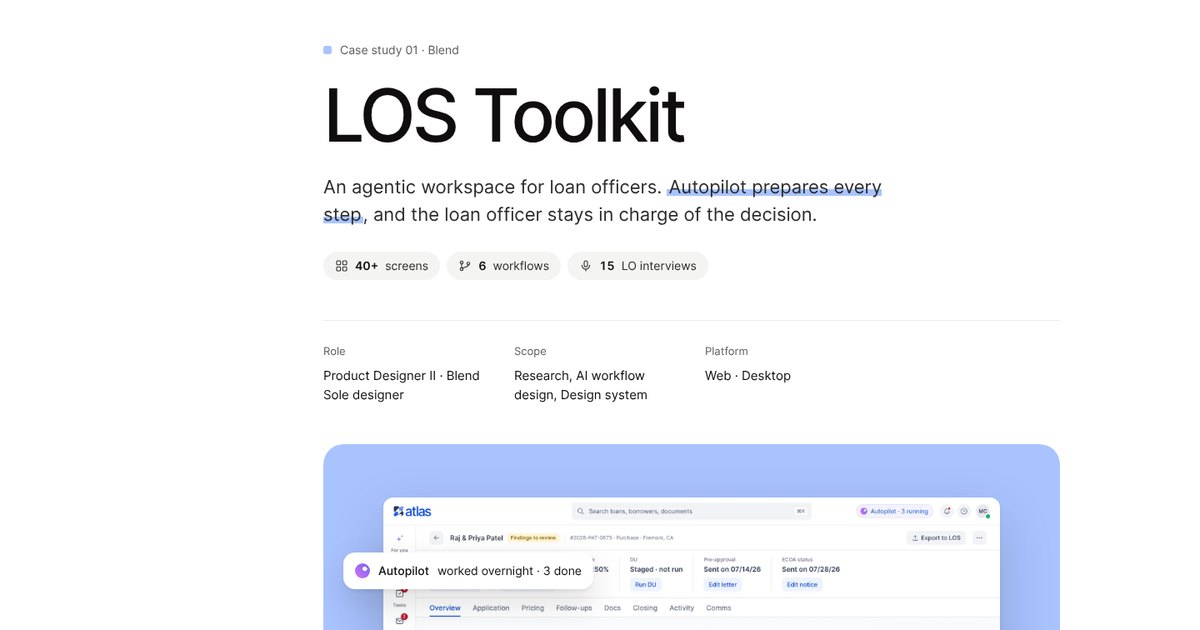 Case study 01 · Blend
LOS Toolkit
An agentic workspace for loan officers. Autopilot prepares every
step, and the loan officer stays in charge of the decision.
40+ screens
6 workflows
15 LO interviews
Role
Product Designer II · Blend
Sole designer
Scope
Research, AI workflow
design, Design system
Platform
Web · Desktop
atlas
Search loans, borrowers, documents
⌘K
Autopilot · 3 running
MC
For you
Raj & Priya Patel
Findings to review
#2026-PAT-0675 · Purchase · Fremont, CA
Export to LOS
Autopilot worked overnight · 3 done
DU
Staged · not run
Run DU
Pre-approval
Sent on 07/14/26
Edit letter
ECOA status
Sent on 07/28/26
Edit notice
Tasks
Overview
Application
Pricing
Follow-ups
Docs
Closing
Activity
Comms